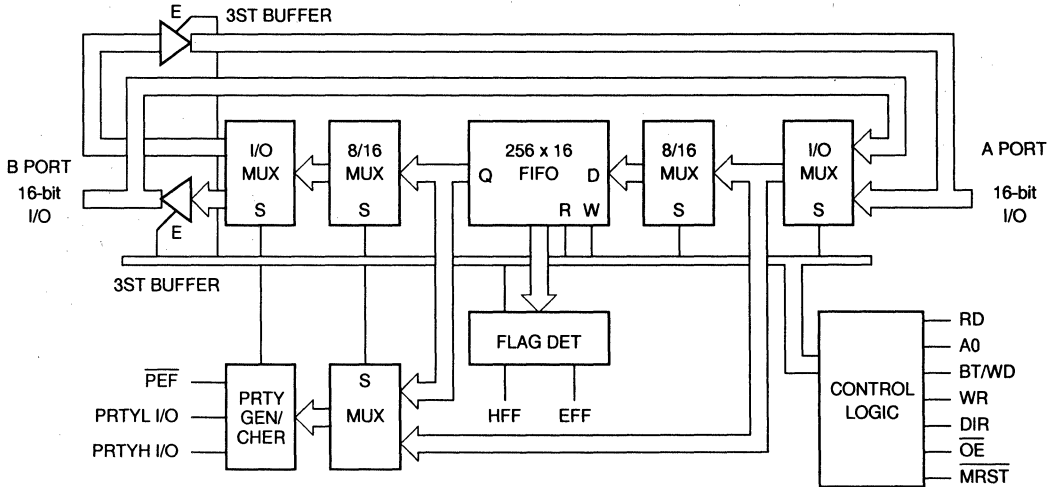 E
3ST BUFFER
B PORT
16-bit
I/O
I/O
MUX
S
8/16
MUX
S
256 x 16
FIFO
Q
D
R W
8/16
MUX
S
I/O
MUX
S
A PORT
16-bit
I/O
E
3ST BUFFER
FLAG DET
HFF
EFF
PEF
PRTYL I/O
PRTYH I/O
PRTY
GEN/
CHER
S
MUX
CONTROL
LOGIC
RD
A0
BT/WD
WR
DIR
OE
MRST